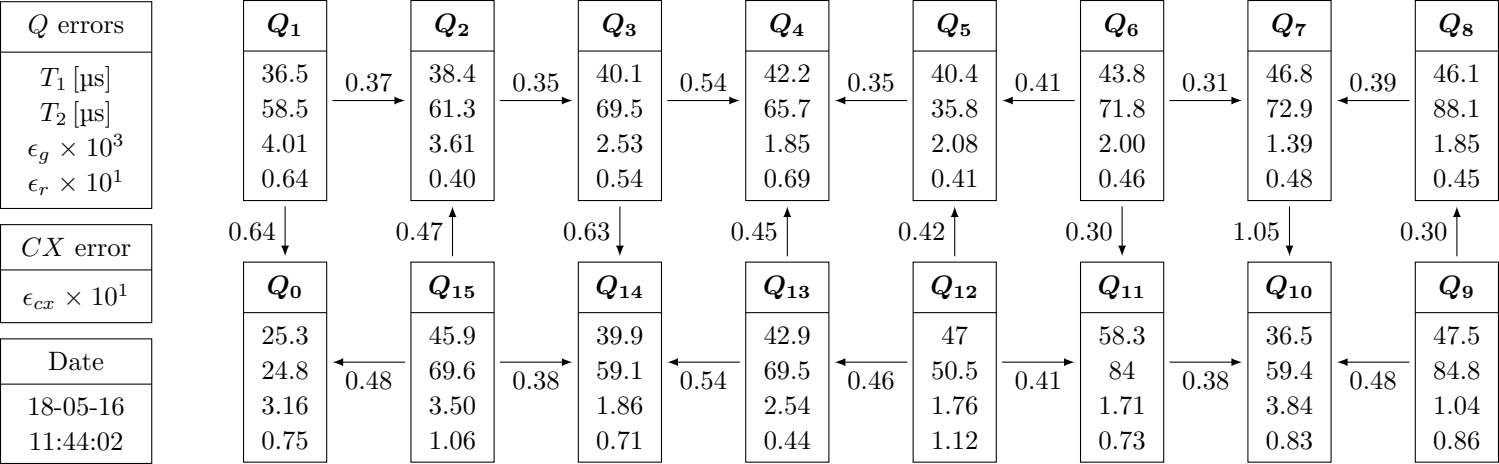 Q errors
T₁ [µs]
T₂ [µs]
ϵg × 10³
ϵr × 10¹
CX error
ϵcx × 10¹
Date
18-05-16
11:44:02
Q₁ Q₂ Q₃ Q₄ Q₅ Q₆ Q₇ Q₈
36.5 38.4 40.1 42.2 40.4 43.8 46.8 46.1
0.37 0.35 0.54 0.35 0.41 0.31 0.39
58.5 61.3 69.5 65.7 35.8 71.8 72.9 88.1
4.01 3.61 2.53 1.85 2.08 2.00 1.39 1.85
0.64 0.40 0.54 0.69 0.41 0.46 0.48 0.45
0.64 0.47 0.63 0.45 0.42 0.30 1.05 0.30
Q₀ Q₁₅ Q₁₄ Q₁₃ Q₁₂ Q₁₁ Q₁₀ Q₉
25.3 45.9 39.9 42.9 47 58.3 36.5 47.5
24.8 69.6 59.1 69.5 50.5 84 59.4 84.8
0.48 0.38 0.54 0.46 0.41 0.38 0.48
3.16 3.50 1.86 2.54 1.76 1.71 3.84 1.04
0.75 1.06 0.71 0.44 1.12 0.73 0.83 0.86